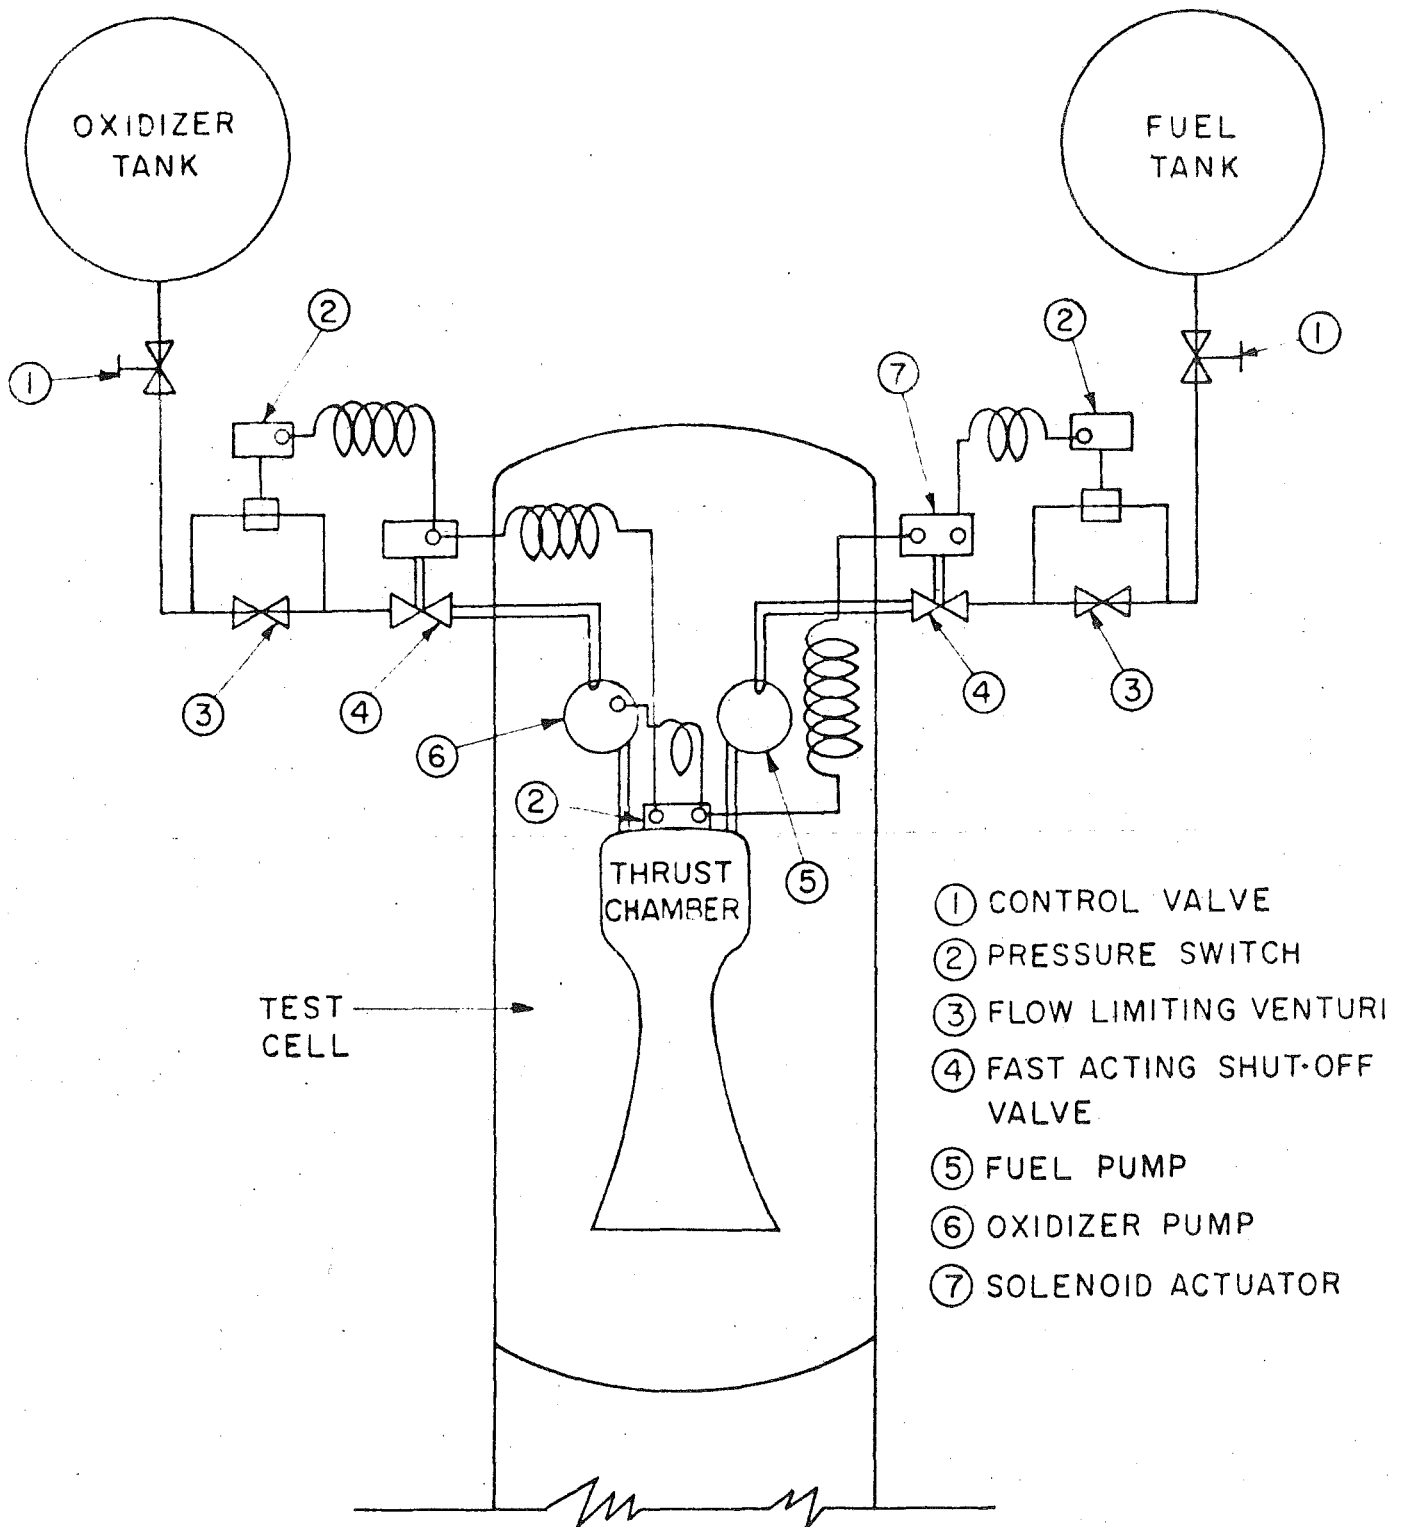 OXIDIZER
TANK
FUEL
TANK
2
2
1
1
7
3
4
4
3
6
2
5
THRUST
CHAMBER
TEST
CELL
1 CONTROL VALVE
2 PRESSURE SWITCH
3 FLOW LIMITING VENTURI
4 FAST ACTING SHUT-OFF
VALVE
5 FUEL PUMP
6 OXIDIZER PUMP
7 SOLENOID ACTUATOR